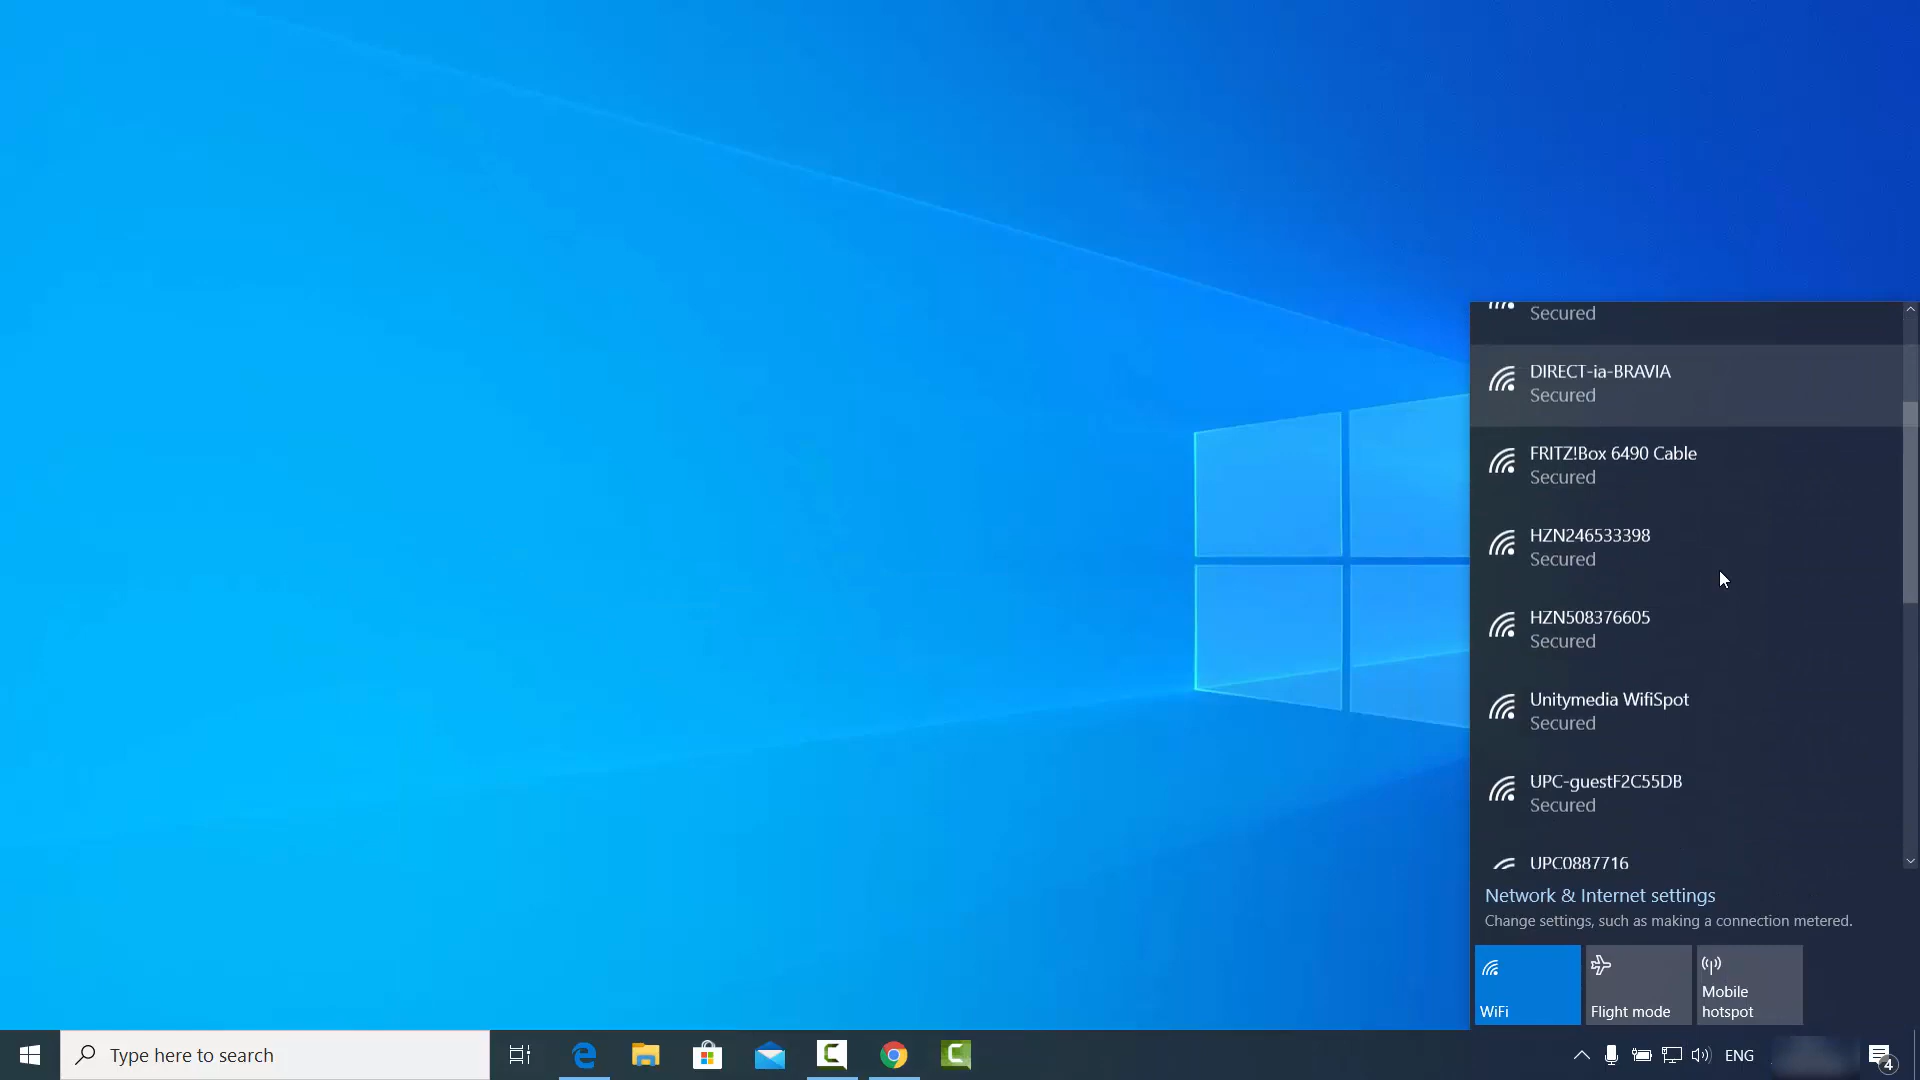 Secured
DIRECT-ia-BRAVIA
Secured
FRITZ!Box 6490 Cable
Secured
HZN246533398
Secured
HZN508376605
Secured
Unitymedia WifiSpot
Secured
UPC-guestF2C55DB
Secured
UPC0887716
Network & Internet settings
Change settings, such as making a connection metered.
WiFi
Flight mode
Mobile
hotspot
Type here to search
ENG
4